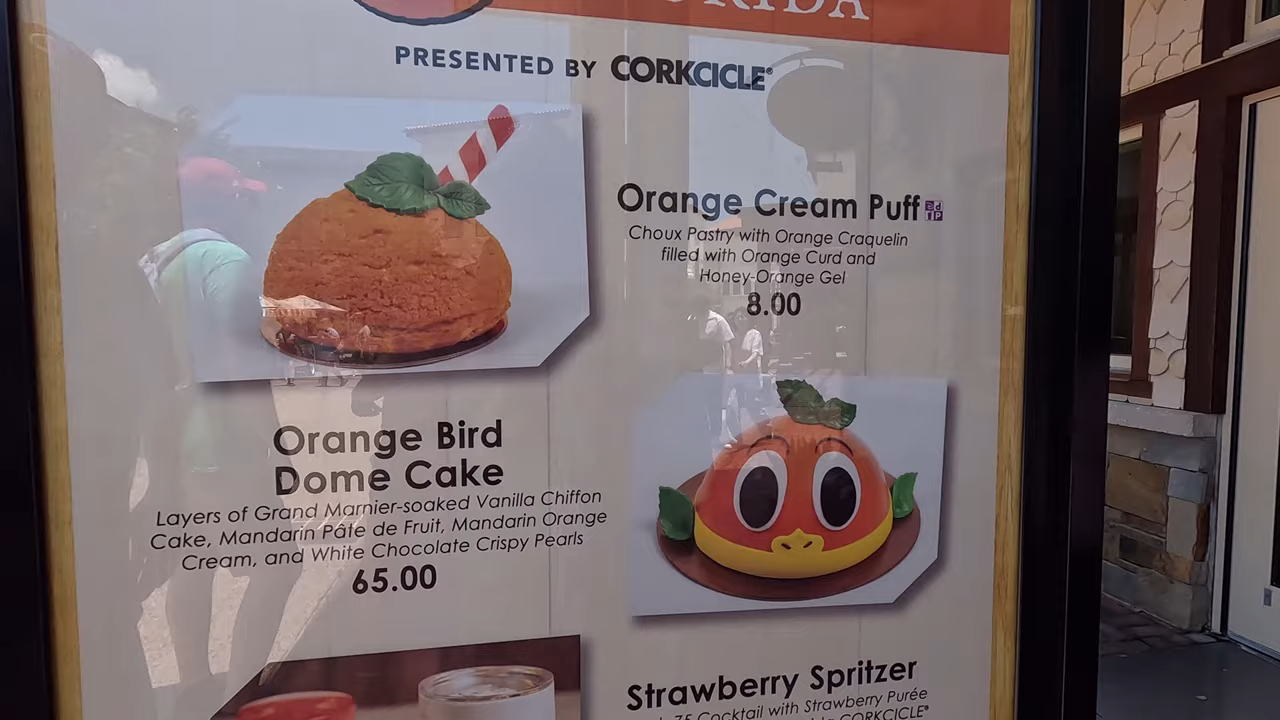 PRESENTED BY CORKCICLE®
Orange Cream Puff
Choux Pastry with Orange Craquelin
filled with Orange Curd and
Honey-Orange Gel
8.00
Orange Bird
Dome Cake
Layers of Grand Marnier-soaked Vanilla Chiffon
Cake, Mandarin Pâte de Fruit, Mandarin Orange
Cream, and White Chocolate Crispy Pearls
65.00
Strawberry Spritzer
75 Cocktail with Strawberry Purée
CORKCICLE®